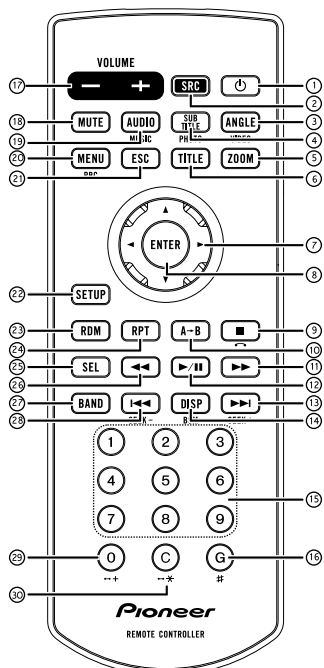 VOLUME
17 − + SRC ⏻ 1
2
18 MUTE AUDIO SUB TITLE ANGLE 3
19 MUSIC PHOTO VIDEO 4
20 MENU ESC TITLE ZOOM 5
21 6
ENTER 7
8
22 SETUP
23 RDM RPT A→B ■ 9
24 10
25 SEL ◀◀ ▶/II ▶▶ 11
26 12
27 BAND I◀◀ DISP ▶▶I 13
28 14
1 2 3
4 5 6
7 8 9
15
29 0 C G 16
↔+ ↔* #
30
Pioneer
REMOTE CONTROLLER